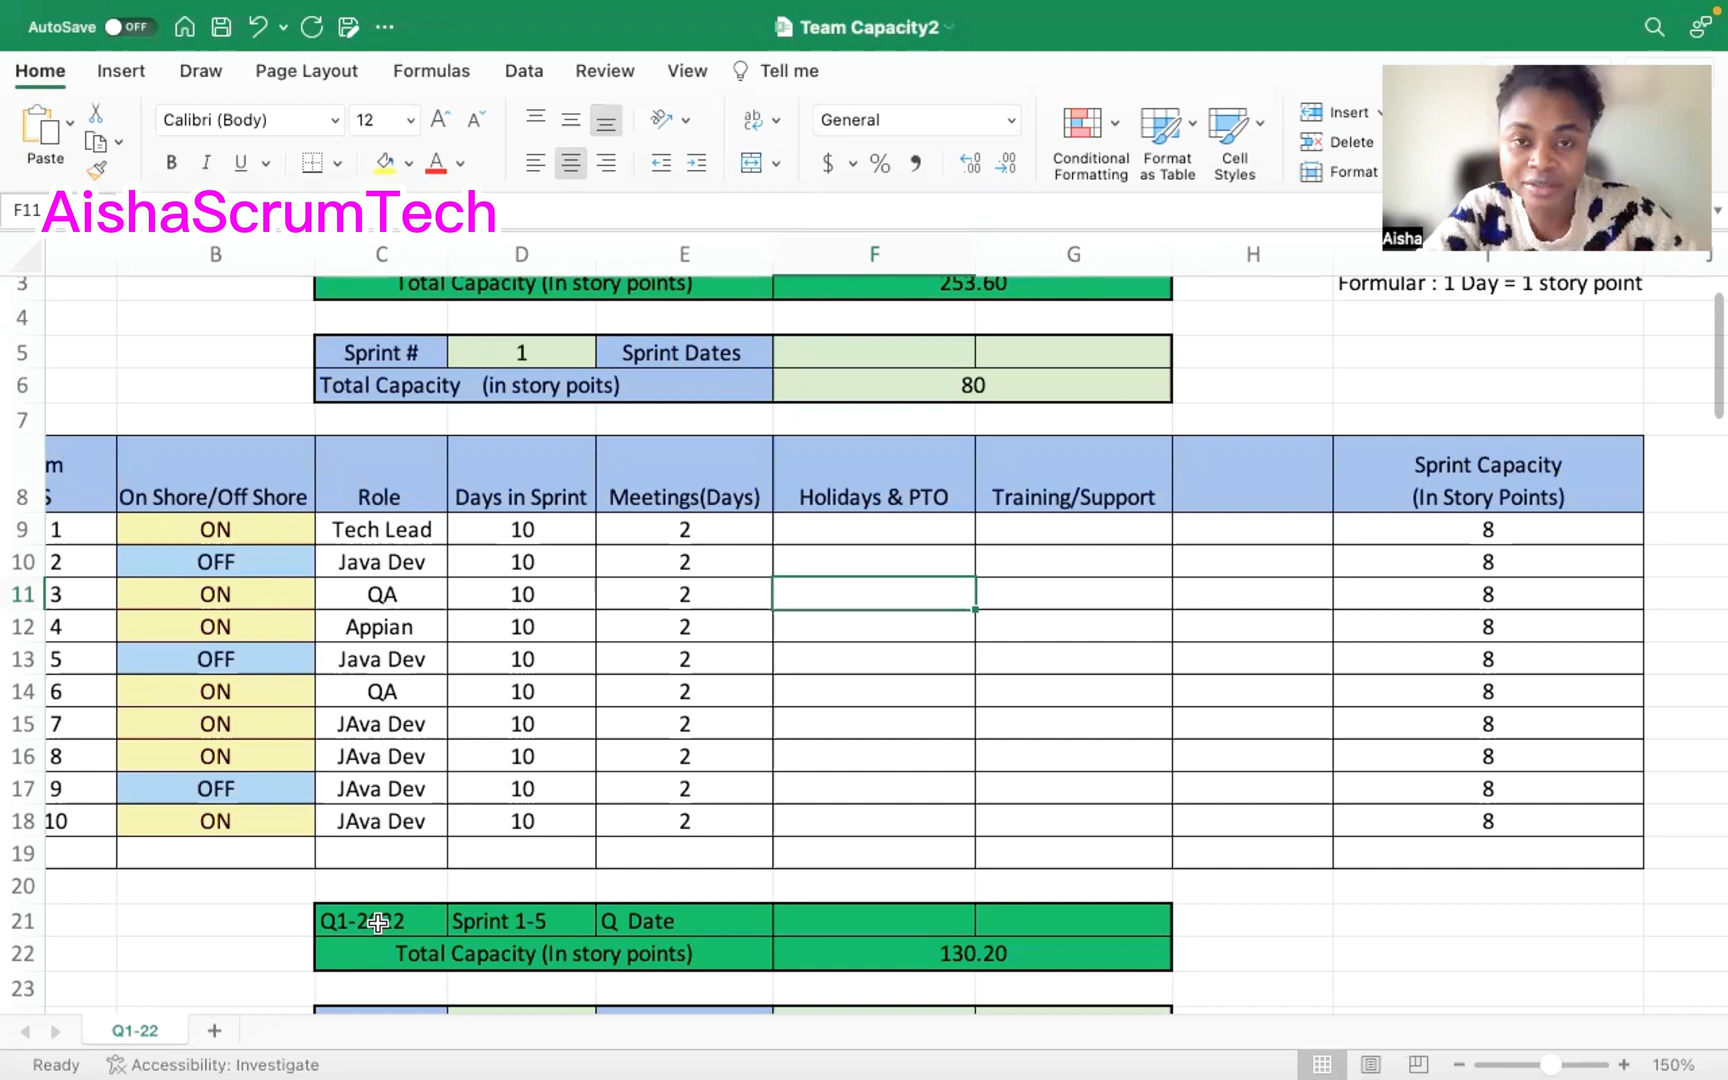 AutoSave OFF Team Capacity2
Home Insert Draw Page Layout Formulas Data Review View Tell me
Calibri (Body) 12 General
Paste
Conditional Formatting
Format as Table
Cell Styles
Insert
Delete
Format
AishaScrumTech
Aisha
F11
B C D E F G H
3 Total Capacity (In story points) 253.60 Formular : 1 Day = 1 story point
4
5 Sprint # 1 Sprint Dates
6 Total Capacity (in story poits) 80
7
8 On Shore/Off Shore Role Days in Sprint Meetings(Days) Holidays & PTO Training/Support Sprint Capacity (In Story Points)
9 1 ON Tech Lead 10 2 8
10 2 OFF Java Dev 10 2 8
11 3 ON QA 10 2 8
12 4 ON Appian 10 2 8
13 5 OFF Java Dev 10 2 8
14 6 ON QA 10 2 8
15 7 ON JAva Dev 10 2 8
16 8 ON JAva Dev 10 2 8
17 9 OFF JAva Dev 10 2 8
18 10 ON JAva Dev 10 2 8
19
20
21 Sprint 1-5 Q Date
22 Total Capacity (In story points) 130.20
23
Q1-22
Ready Accessibility: Investigate 150%